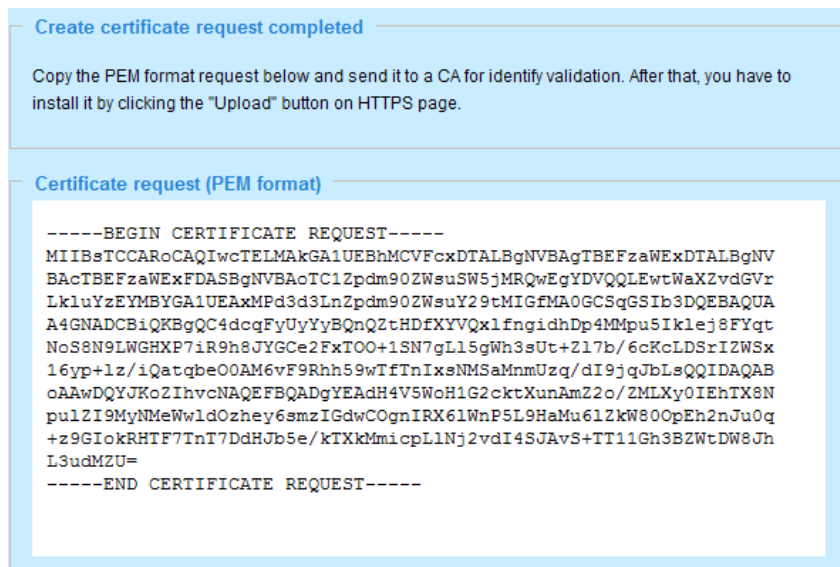 Create certificate request completed
Copy the PEM format request below and send it to a CA for identify validation. After that, you have to
install it by clicking the "Upload" button on HTTPS page.
Certificate request (PEM format)
-----BEGIN CERTIFICATE REQUEST-----
MIIBsTCCARoCAQIwcTELMAkGA1UEBhMCVFcxDTALBgNVBAgTBEFzaWExDTALBgNV
BAcTBEFzaWExFDASBgNVBAoTC1Zpdm90ZWsuSW5jMRQwEgYDVQQLEwtWaXZvdGVr
LkluYzEYMBYGA1UEAxMPd3d3LnZpdm90ZWsuY29tMIGfMA0GCSqGSIb3DQEBAQUA
A4GNADCBiQKBgQC4dcqFyUyYyBQnQZtHDfXYVQxlfngidhDp4MMpu5Iklej8FYqt
NoS8N9LWGHXP7iR9h8JYGCe2FxTOO+1SN7gLl5gWh3sUt+Zl7b/6cKcLDSrIZWSx
16yp+lz/iQatqbeO0AM6vF9Rhh59wTfTnIxsNMSaMnmUzq/dI9jqJbLsQQIDAQAB
oAAwDQYJKoZIhvcNAQEFBQADgYEAdH4V5WoH1G2cktXunAmZ2o/ZMLXy0IEhTX8N
pulZI9MyNMeWwldOzhey6smzIGdwCOgnIRX6lWnP5L9HaMu6lZkW80OpEh2nJu0q
+z9GIokRHTF7TnT7DdHJb5e/kTXkMmicpLlNj2vdI4SJAvS+TT11Gh3BZWtDW8Jh
L3udMZU=
-----END CERTIFICATE REQUEST-----